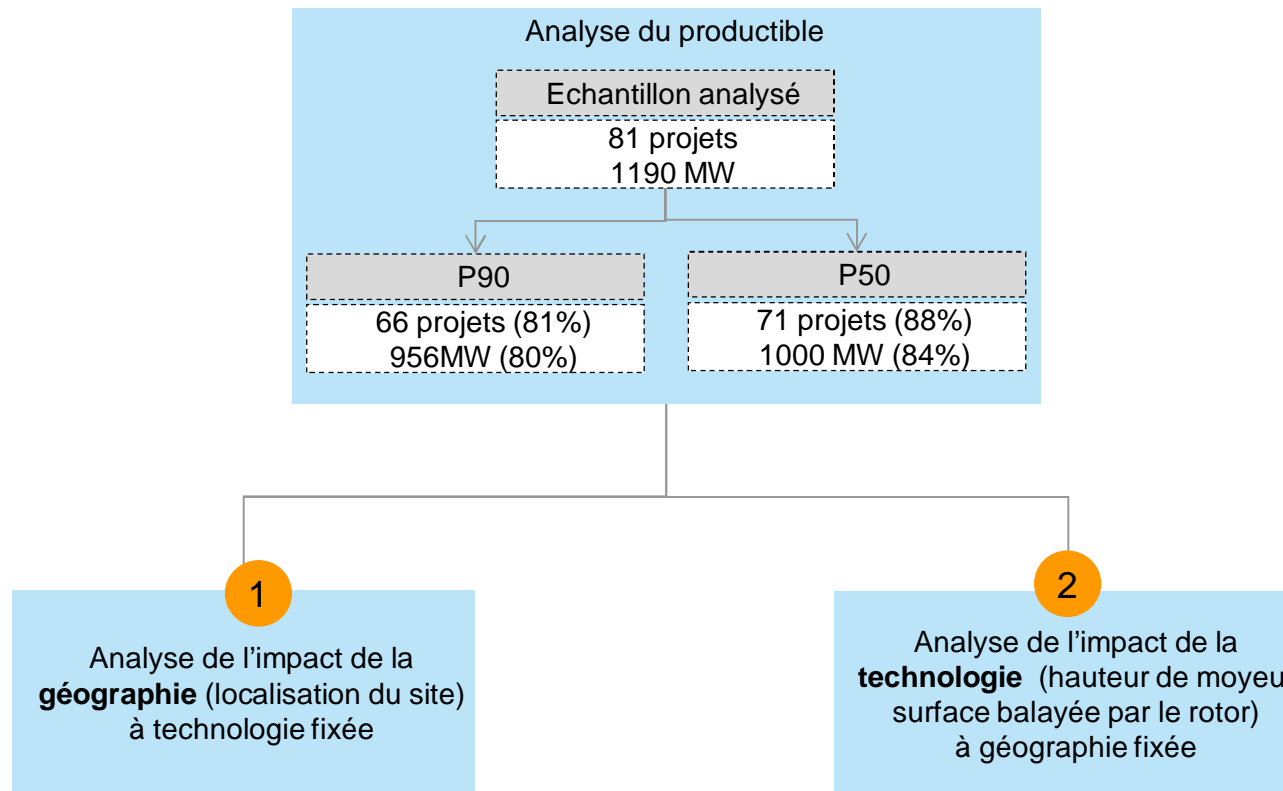 Analyse du productible
Echantillon analysé
81 projets
1190 MW
P90
66 projets (81%)
956MW (80%)
P50
71 projets (88%)
1000 MW (84%)
1
Analyse de l’impact de la
géographie (localisation du site)
à technologie fixée
2
Analyse de l’impact de la
technologie (hauteur de moyeu
surface balayée par le rotor)
à géographie fixée